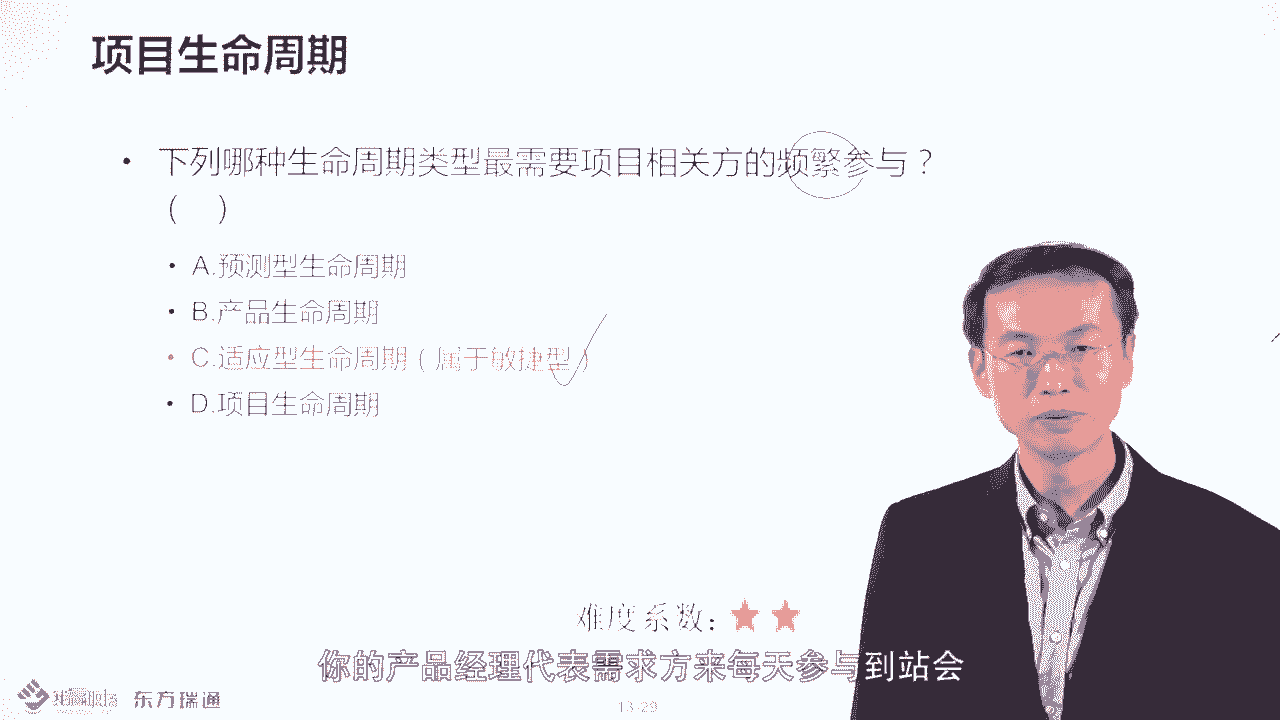 项目生命周期
• 下列哪种生命周期类型最需要项目相关方的频繁参与？
（ ）
• A.预测型生命周期
• B.产品生命周期
• C.适应型生命周期（属于敏捷型）
• D.项目生命周期
难度系数：★★
你的产品经理代表需求方来每天参与到站会
东方瑞通
13-29